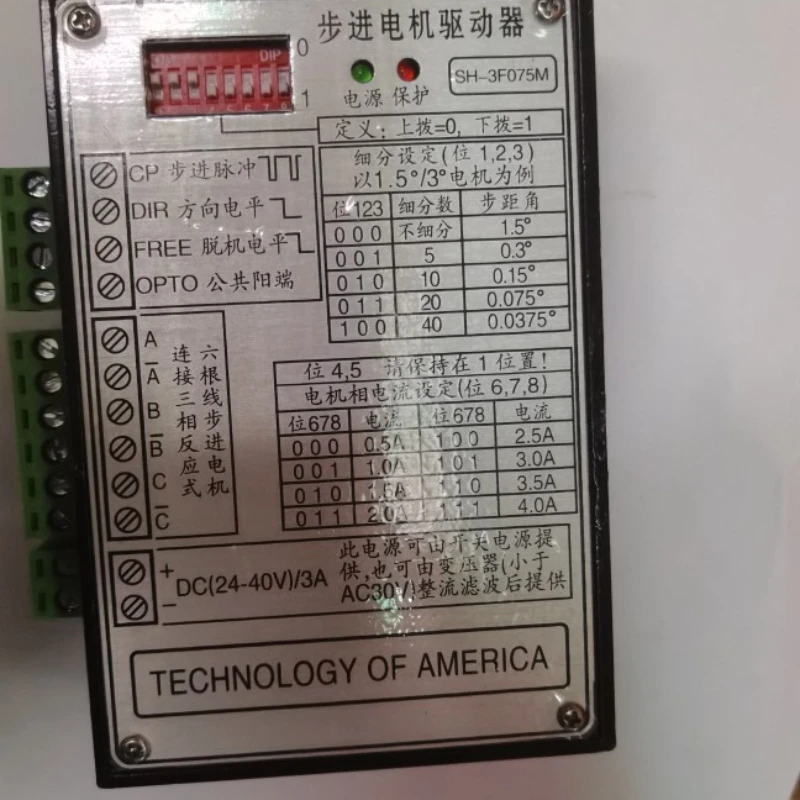 步进电机驱动器
DIP
0
1
电源 保护
SH-3F075M
定义：上拨=0, 下拨=1
CP 步进脉冲
DIR 方向电平
FREE 脱机电平
OPTO 公共阳端
细分设定(位1,2,3)
以1.5°/3°电机为例
位123 细分数 步距角
0 0 0 不细分 1.5°
0 0 1 5 0.3°
0 1 0 10 0.15°
0 1 1 20 0.075°
1 0 0 40 0.0375°
A
A̅
B
B̅
C
C̅
连接三相反应式
六根线步进电机
位4,5 请保持在1位置!
电机相电流设定(位6,7,8)
位678 电流 位678 电流
0 0 0 0.5A 1 0 0 2.5A
0 0 1 1.0A 1 0 1 3.0A
0 1 0 1.5A 1 1 0 3.5A
0 1 1 2.0A 1 1 1 4.0A
+
−
DC(24-40V)/3A
此电源可由开关电源提
供,也可由变压器(小于
AC30V)整流滤波后提供
TECHNOLOGY OF AMERICA